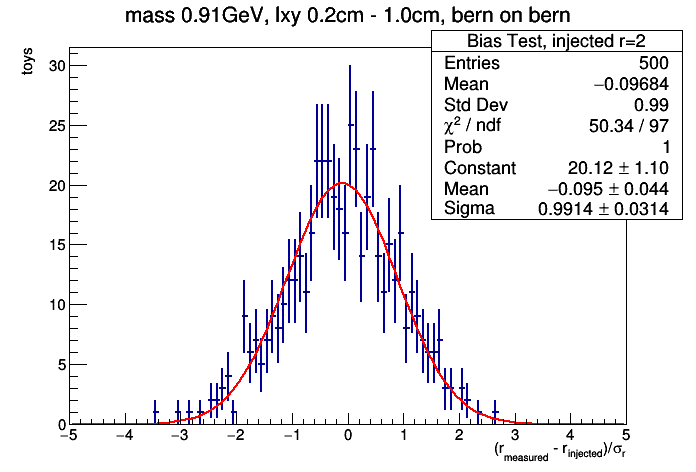 mass 0.91GeV, lxy 0.2cm - 1.0cm, bern on bern
Bias Test, injected r=2
Entries 500
Mean −0.09684
Std Dev 0.99
χ² / ndf 50.34 / 97
Prob 1
Constant 20.12 ± 1.10
Mean −0.095 ± 0.044
Sigma 0.9914 ± 0.0314
toys
30
25
20
15
10
5
0
−5 −4 −3 −2 −1 0 1 2 3 4 5
(r_measured - r_injected)/σ_r